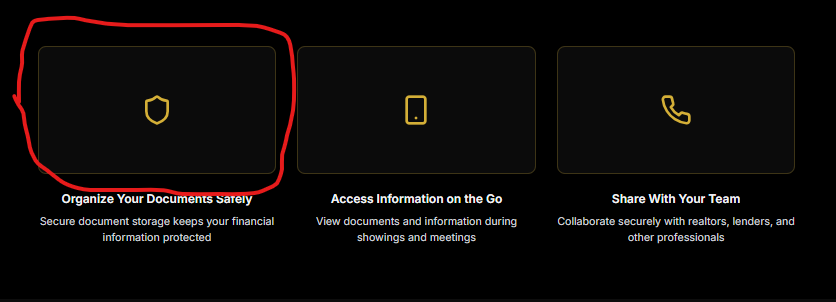 Organize Your Documents Safely
Secure document storage keeps your financial
information protected
Access Information on the Go
View documents and information during
showings and meetings
Share With Your Team
Collaborate securely with realtors, lenders, and
other professionals